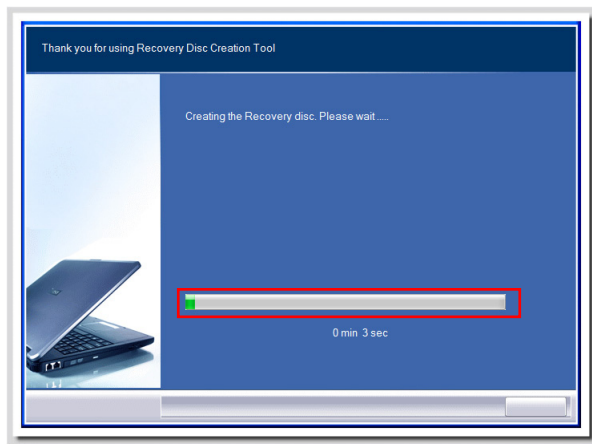 Thank you for using Recovery Disc Creation Tool
Creating the Recovery disc. Please wait .....
0 min 3 sec